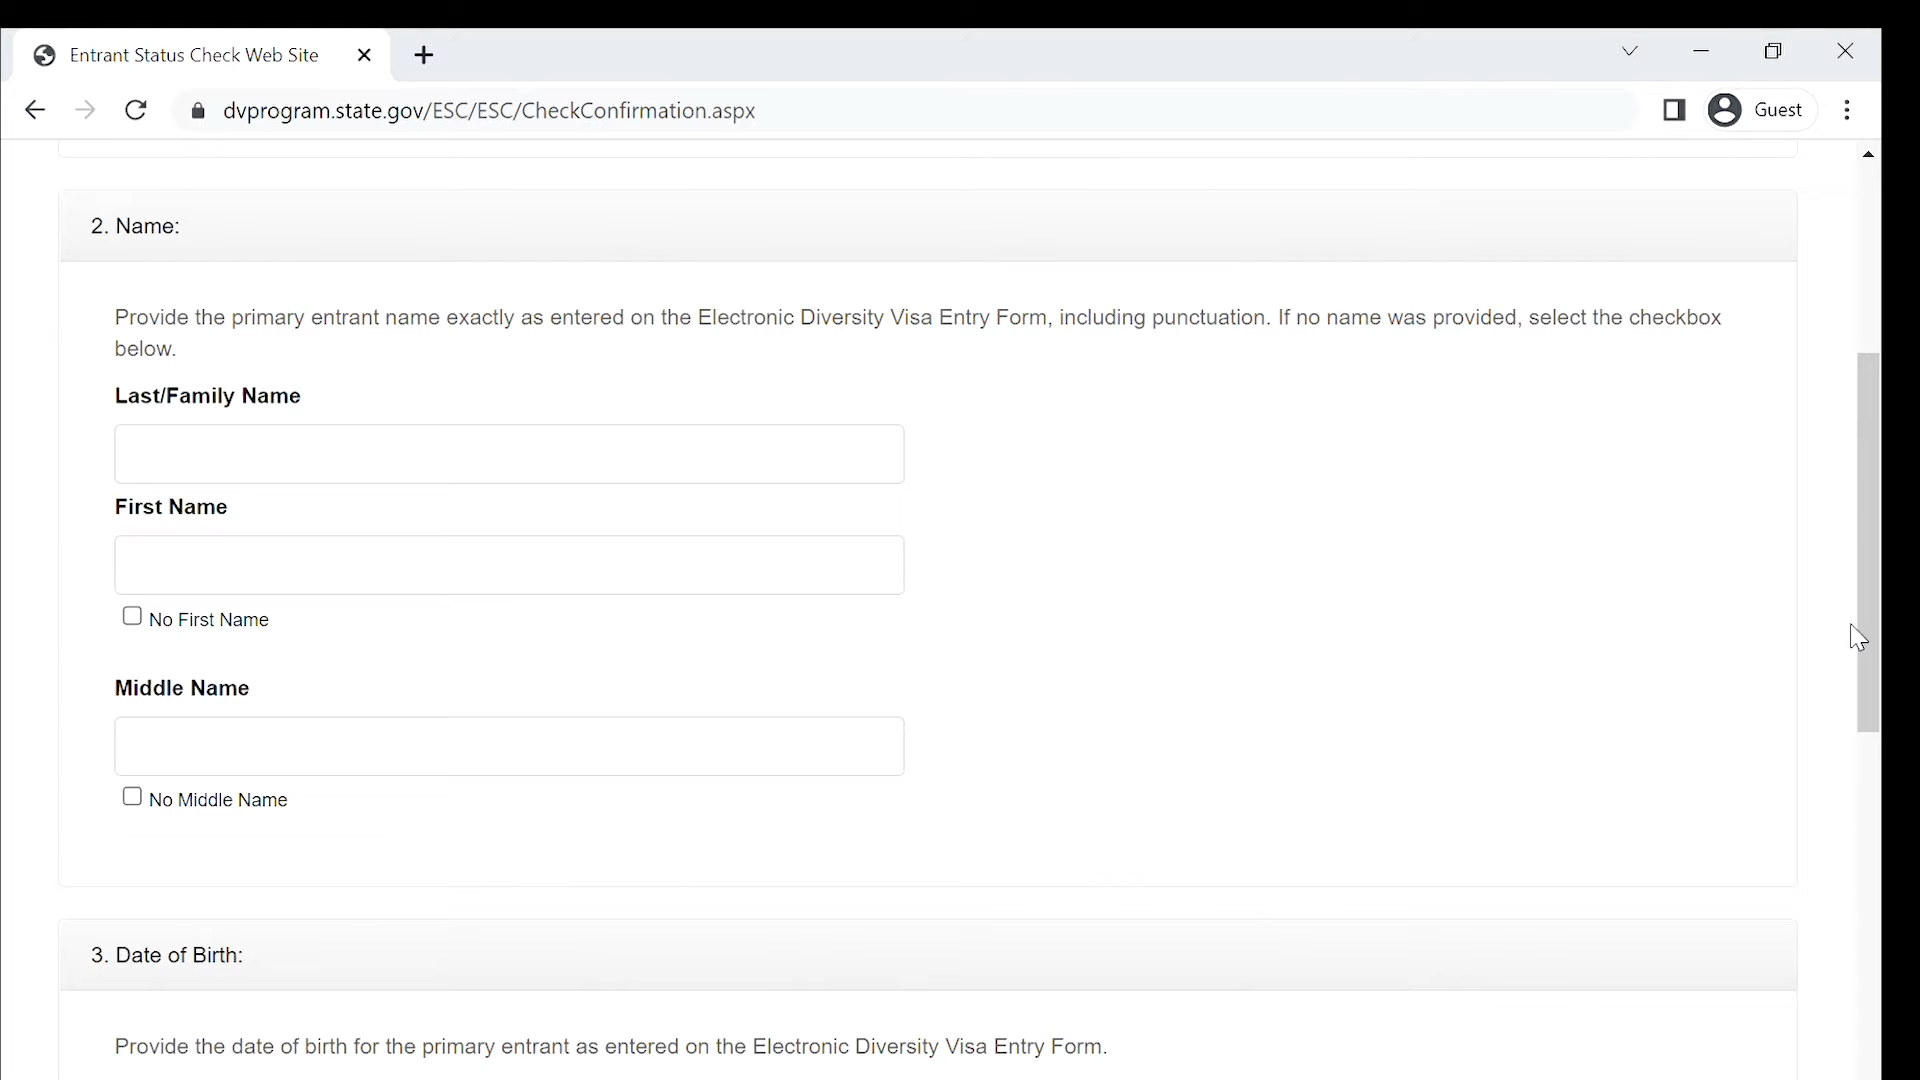 Entrant Status Check Web Site
dvprogram.state.gov/ESC/ESC/CheckConfirmation.aspx
Guest
2. Name:
Provide the primary entrant name exactly as entered on the Electronic Diversity Visa Entry Form, including punctuation. If no name was provided, select the checkbox
below.
Last/Family Name
First Name
No First Name
Middle Name
No Middle Name
3. Date of Birth:
Provide the date of birth for the primary entrant as entered on the Electronic Diversity Visa Entry Form.